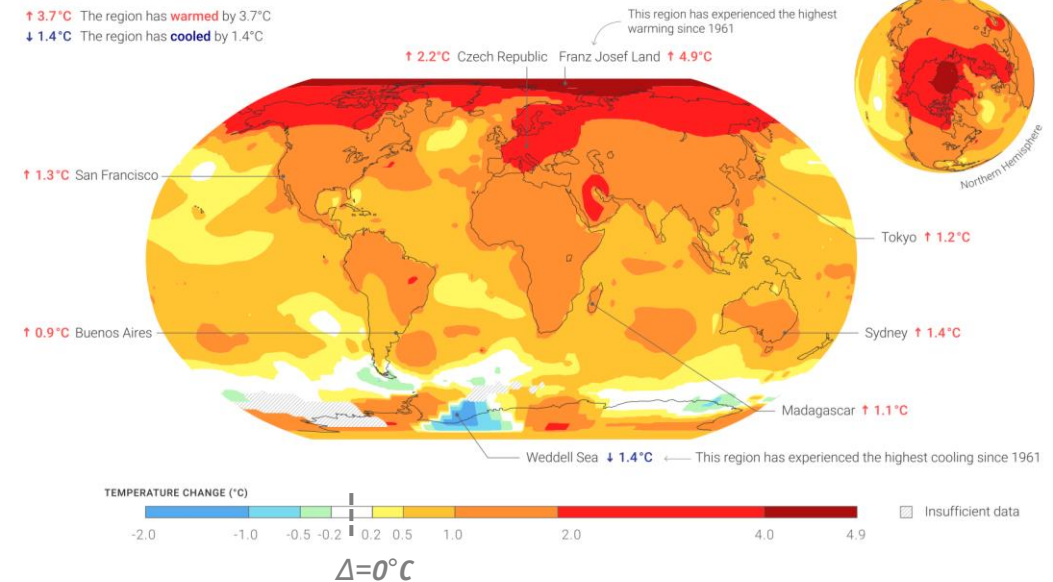 ↑ 3.7°C The region has warmed by 3.7°C
↓ 1.4°C The region has cooled by 1.4°C
This region has experienced the highest
warming since 1961
↑ 2.2°C Czech Republic
Franz Josef Land ↑ 4.9°C
Northern Hemisphere
↑ 1.3°C San Francisco
Tokyo ↑ 1.2°C
↑ 0.9°C Buenos Aires
Sydney ↑ 1.4°C
Madagascar ↑ 1.1°C
Weddell Sea ↓ 1.4°C
This region has experienced the highest cooling since 1961
TEMPERATURE CHANGE (°C)
Insufficient data
-2.0 -1.0 -0.5 -0.2 0.2 0.5 1.0 2.0 4.0 4.9
Δ=0°C